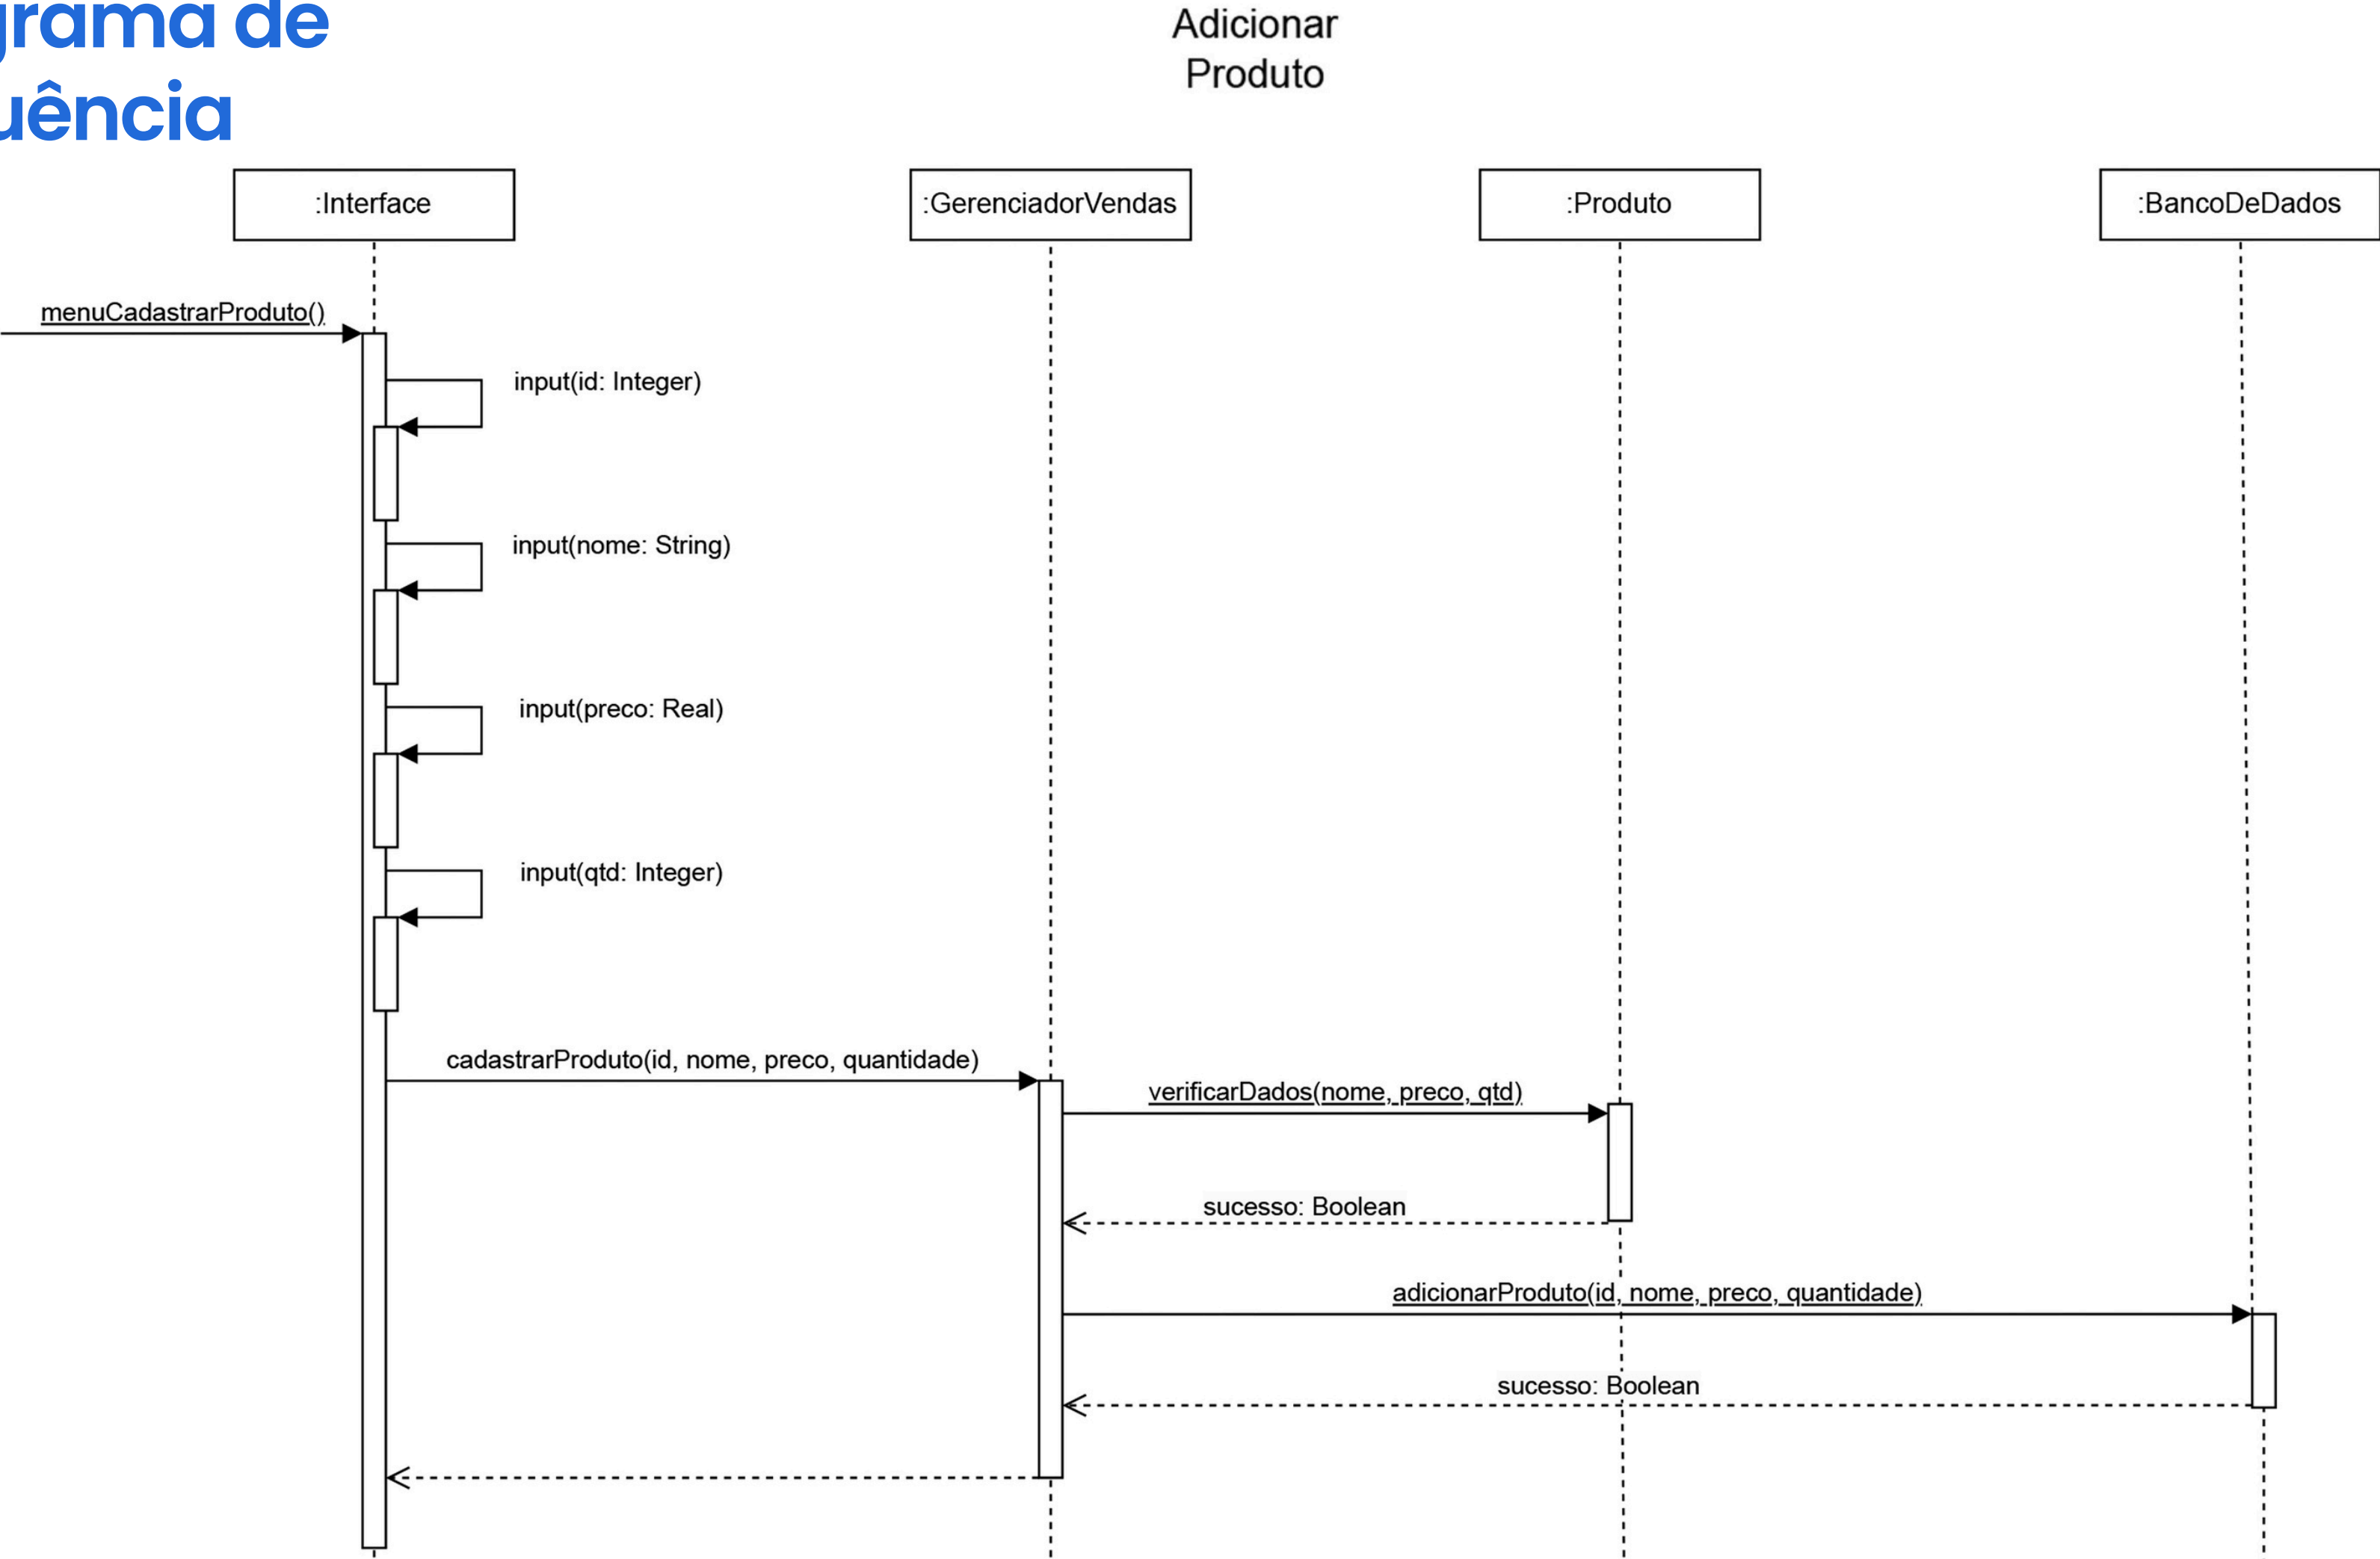 grama de
uência
Adicionar
Produto
:Interface
:GerenciadorVendas
:Produto
:BancoDeDados
menuCadastrarProduto()
input(id: Integer)
input(nome: String)
input(preco: Real)
input(qtd: Integer)
cadastrarProduto(id, nome, preco, quantidade)
verificarDados(nome, preco, qtd)
sucesso: Boolean
adicionarProduto(id, nome, preco, quantidade)
sucesso: Boolean